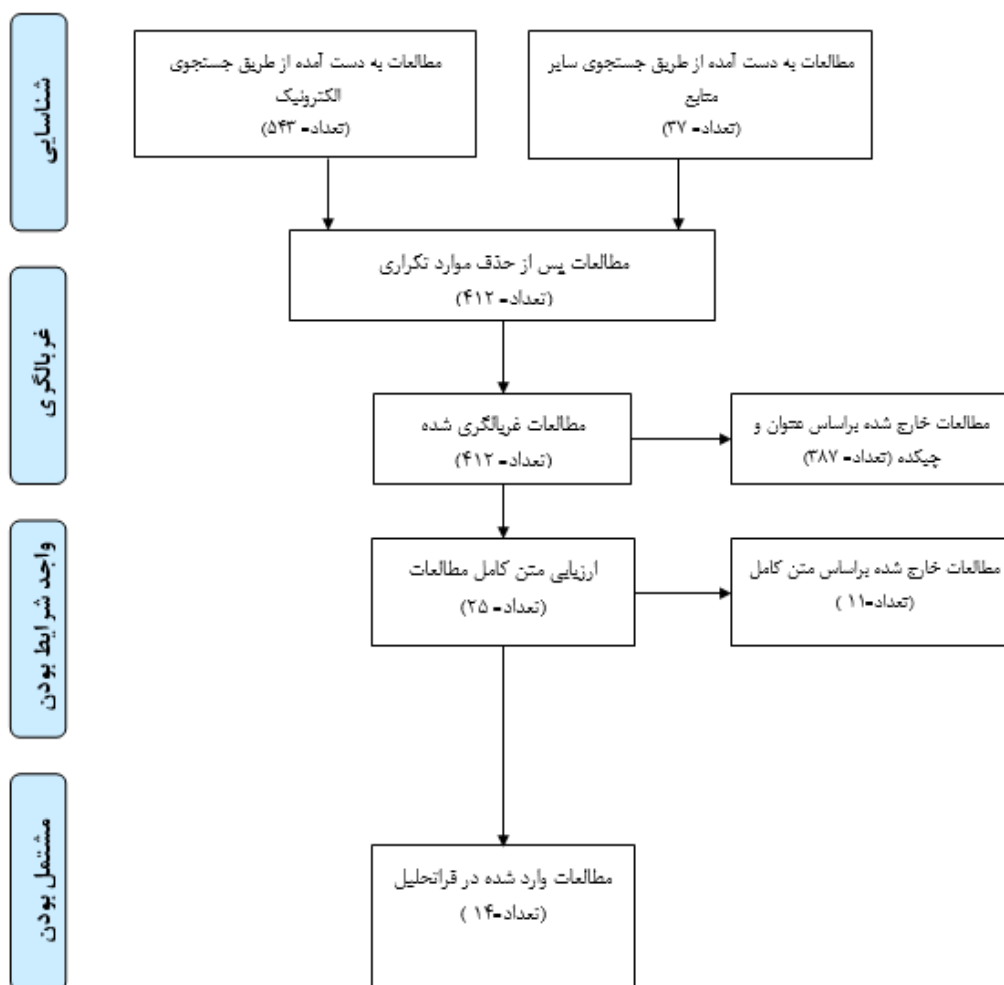 شناسایی
مطالعات به دست آمده از طریق جستجوی
الکترونیک
(تعداد= ۵۴۳)
مطالعات به دست آمده از طریق جستجوی سایر
منابع
(تعداد= ۳۷)
مطالعات پس از حذف موارد تکراری
(تعداد= ۴۱۲)
غربالگری
مطالعات غربالگری شده
(تعداد= ۴۱۲)
مطالعات خارج شده براساس عنوان و
چیکده (تعداد= ۳۸۷)
واجد شرایط بودن
ارزیابی متن کامل مطالعات
(تعداد= ۲۵)
مطالعات خارج شده براساس متن کامل
(تعداد=۱۱ )
مشتمل بودن
مطالعات وارد شده در فراتحلیل
(تعداد=۱۴ )